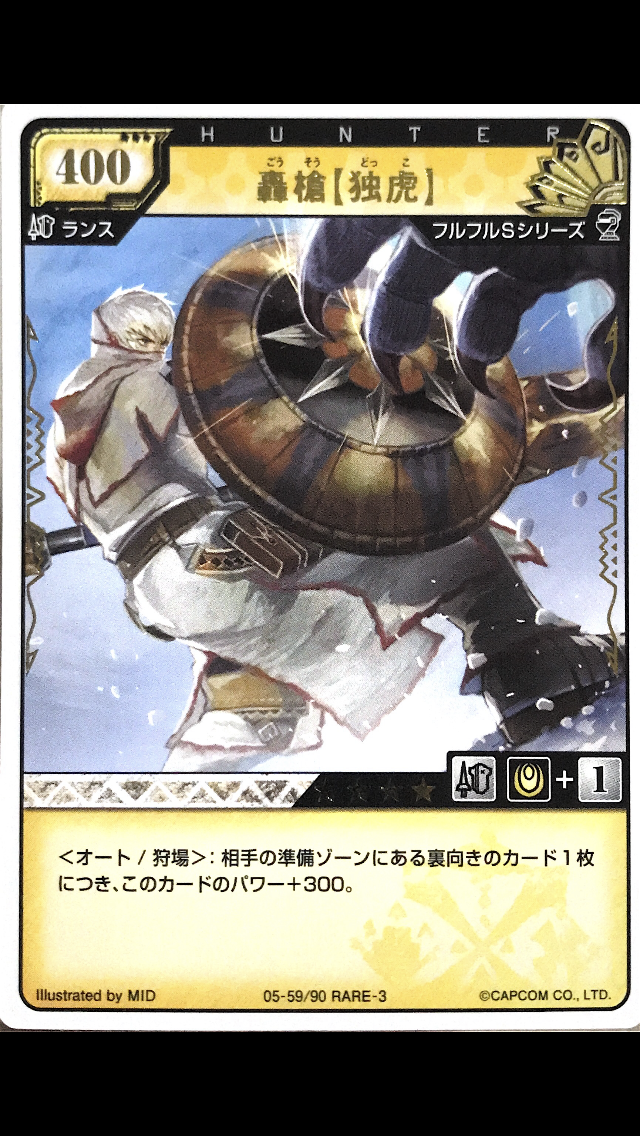 HUNTER
400
ごう そう どっ こ
轟槍【独虎】
ランス
フルフルSシリーズ
+ 1
<オート / 狩場>：相手の準備ゾーンにある裏向きのカード1枚
につき、このカードのパワー+300。
Illustrated by MID
05-59/90 RARE-3
©CAPCOM CO., LTD.